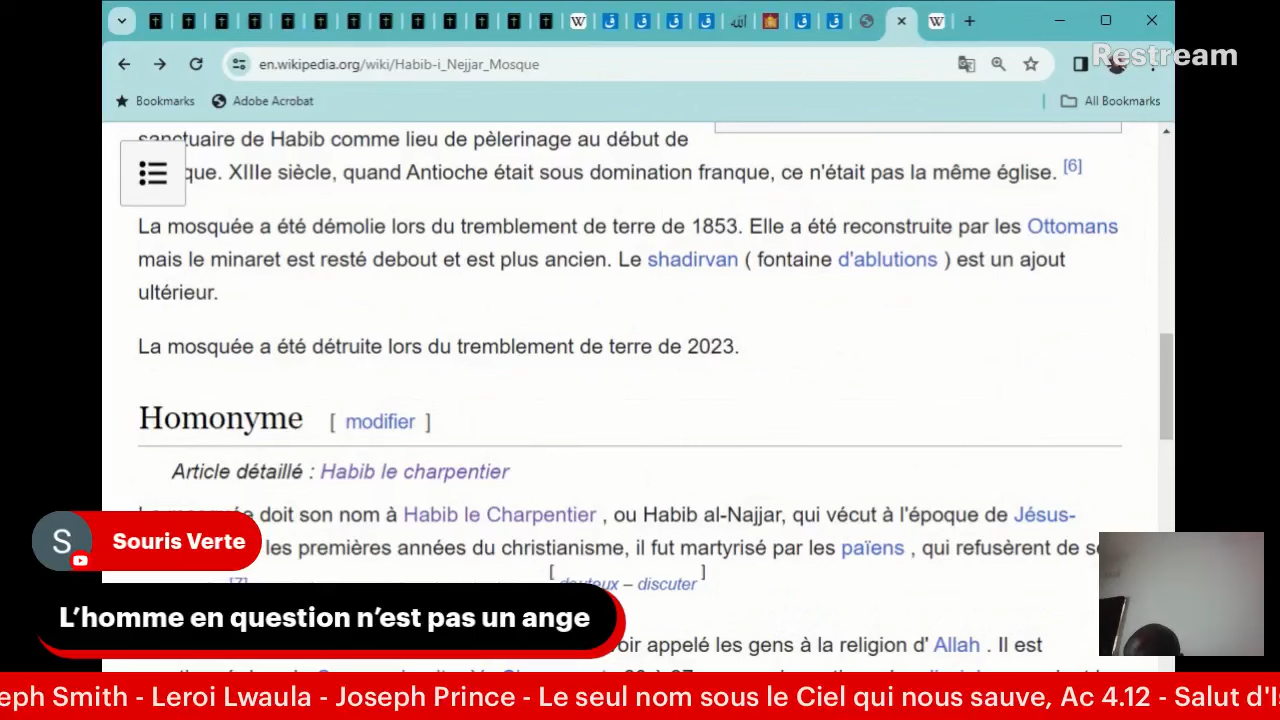 en.wikipedia.org/wiki/Habib-i_Nejjar_Mosque
Restream
Bookmarks Adobe Acrobat All Bookmarks
sanctuaire de Habib comme lieu de pèlerinage au début de
que. XIIIe siècle, quand Antioche était sous domination franque, ce n'était pas la même église. [6]
La mosquée a été démolie lors du tremblement de terre de 1853. Elle a été reconstruite par les Ottomans
mais le minaret est resté debout et est plus ancien. Le shadirvan ( fontaine d'ablutions ) est un ajout
ultérieur.
La mosquée a été détruite lors du tremblement de terre de 2023.
Homonyme [ modifier ]
Article détaillé : Habib le charpentier
doit son nom à Habib le Charpentier , ou Habib al-Najjar, qui vécut à l'époque de Jésus-
les premières années du christianisme, il fut martyrisé par les païens , qui refusèrent de
[7] [ douteux – discuter ]
appelé les gens à la religion d' Allah . Il est
S Souris Verte
L'homme en question n'est pas un ange
eph Smith - Leroi Lwaula - Joseph Prince - Le seul nom sous le Ciel qui nous sauve, Ac 4.12 - Salut d'I